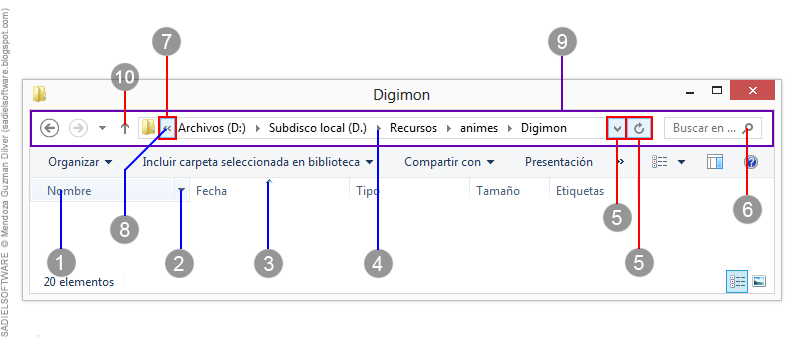 SADIELSOFTWARE © Mendoza Guzman Dilver (sadielsoftware.blogspot.com)
7
9
10
Digimon
« Archivos (D:) Subdisco local (D.) Recursos animes Digimon
Buscar en ...
Organizar Incluir carpeta seleccionada en biblioteca Compartir con Presentación »
Nombre Fecha Tipo Tamaño Etiquetas
8
5
6
1
2
3
4
5
20 elementos